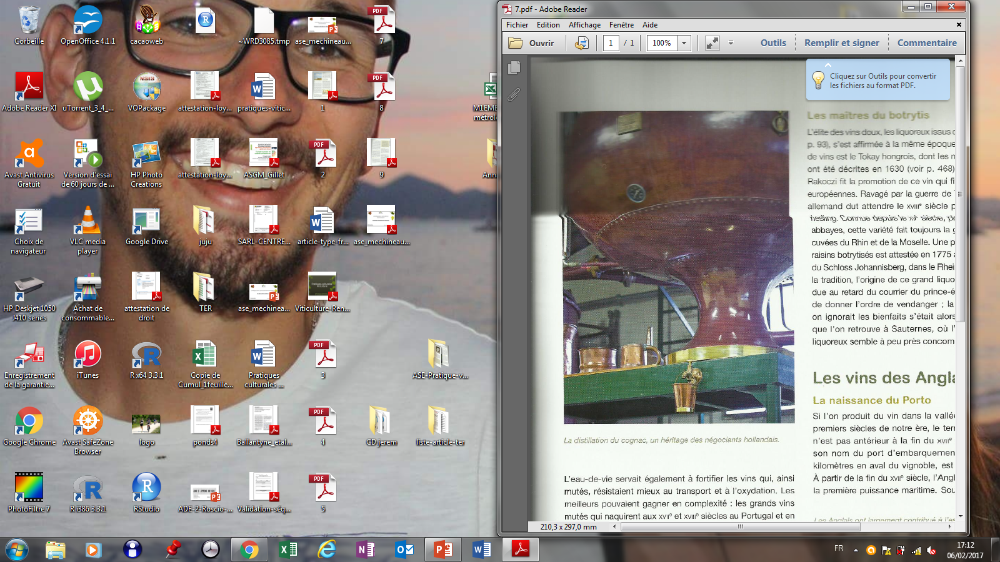 Corbeille
OpenOffice 4.1.1
cacaoweb
~WRD3085.tmp
ase_mechineau...
7
Adobe Reader XI
uTorrent_3_4_...
VOPackage
attestation-loy...
pratiques-vitic...
1
8
M1EME
métrolo
Avast Antivirus
Gratuit
Version d'essai
de 60 jours de ...
HP Photo
Creations
attestation-loy...
ASGM_Gillet
2
9
Ann
Choix de
navigateur
VLC media
player
Google Drive
juju
SARL-CENTRE...
article-type-fr...
ase_mechineau...
HP Deskjet 1050
J410 series
Achat de
consommable...
attestation de
droit
TER
ase_mechinea...
Viticulture-Ren...
Enregistrement
de la garantie...
iTunes
R x64 3.3.1
Copie de
Cumul_1feuille...
Pratiques
culturales ...
3
ASE-Pratique-v...
Google Chrome
Avast SafeZone
Browser
logo
ponds4
Ballantyne_etal...
4
CD jerem
liste-article-ter
PhotoFiltre 7
R i386 3.3.1
RStudio
ADE-2-Roscio-...
Validation-séq...
5
7.pdf - Adobe Reader
Fichier Edition Affichage Fenêtre Aide
Ouvrir 1 / 1 100% Outils Remplir et signer Commentaire
Cliquez sur Outils pour convertir
les fichiers au format PDF.
La distillation du cognac, un héritage des négociants hollandais.
L'eau-de-vie servait également à fortifier les vins qui, ainsi
mutés, résistaient mieux au transport et à l'oxydation. Les
meilleurs pouvaient gagner en complexité : les grands vins
mutés qui naquirent aux XVIIe et XVIIIe siècles au Portugal et en
Les maîtres du botrytis
L'élite des vins doux, les liquoreux issus
p. 93), s'est affirmée à la même époque
de vins est le Tokay hongrois, dont les
ont été décrites en 1630 (voir p. 468)
Rakoczi fit la promotion de ce vin qui
européennes. Ravagé par la guerre de
allemand dut attendre le XVIIIe siècle
riesling. Connue depuis le XVe siècle,
abbayes, cette variété fait toujours la
cuvées du Rhin et de la Moselle. Une
raisins botrytisés est attestée en 1775
du Schloss Johannisberg, dans le Rhei
la tradition, l'origine de ce grand liquo
due au retard du courrier du prince-é
de donner l'ordre de vendanger ; la
on ignorait les bienfaits s'était alors
que l'on retrouve à Sauternes, où l'
liquoreux semble à peu près concom
Les vins des Angla
La naissance du Porto
Si l'on produit du vin dans la vallée
premiers siècles de notre ère, le ter
n'est pas antérieur à la fin du XVIIe
son nom du port d'embarquemen
kilomètres en aval du vignoble, est
À partir de la fin du XVIIe siècle, l'Angl
la première puissance maritime. Sou
Les Anglais ont largement contribué à l'es
210,3 x 297,0 mm
FR
17:12
06/02/2017